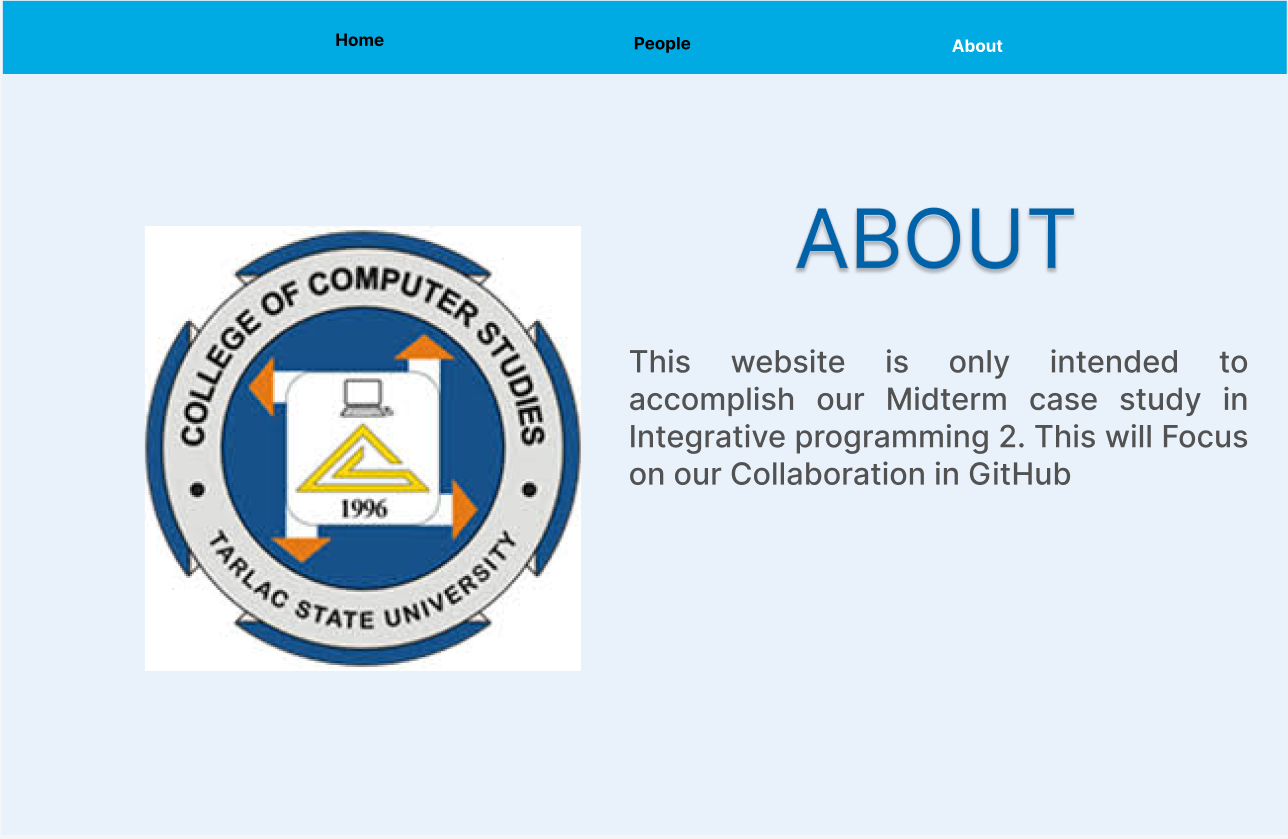 Home
People
About
ABOUT
COLLEGE OF COMPUTER STUDIES
1996
TARLAC STATE UNIVERSITY
This website is only intended to
accomplish our Midterm case study in
Integrative programming 2. This will Focus
on our Collaboration in GitHub